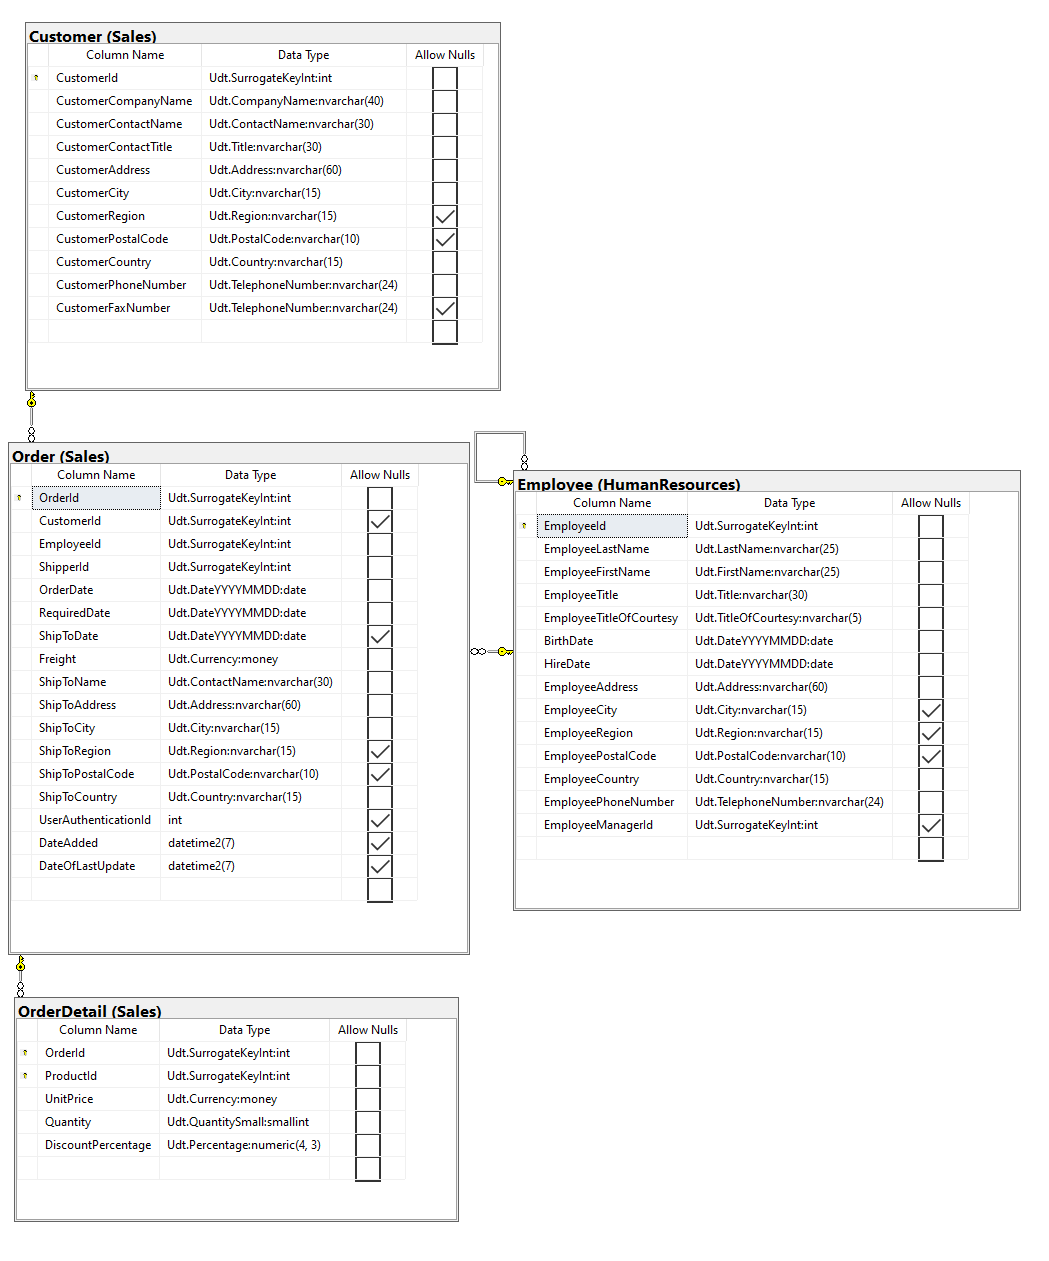 Customer (Sales)
Column Name Data Type Allow Nulls
CustomerId Udt.SurrogateKeyInt:int
CustomerCompanyName Udt.CompanyName:nvarchar(40)
CustomerContactName Udt.ContactName:nvarchar(30)
CustomerContactTitle Udt.Title:nvarchar(30)
CustomerAddress Udt.Address:nvarchar(60)
CustomerCity Udt.City:nvarchar(15)
CustomerRegion Udt.Region:nvarchar(15)
CustomerPostalCode Udt.PostalCode:nvarchar(10)
CustomerCountry Udt.Country:nvarchar(15)
CustomerPhoneNumber Udt.TelephoneNumber:nvarchar(24)
CustomerFaxNumber Udt.TelephoneNumber:nvarchar(24)
Order (Sales)
Column Name Data Type Allow Nulls
OrderId Udt.SurrogateKeyInt:int
CustomerId Udt.SurrogateKeyInt:int
EmployeeId Udt.SurrogateKeyInt:int
ShipperId Udt.SurrogateKeyInt:int
OrderDate Udt.DateYYYYMMDD:date
RequiredDate Udt.DateYYYYMMDD:date
ShipToDate Udt.DateYYYYMMDD:date
Freight Udt.Currency:money
ShipToName Udt.ContactName:nvarchar(30)
ShipToAddress Udt.Address:nvarchar(60)
ShipToCity Udt.City:nvarchar(15)
ShipToRegion Udt.Region:nvarchar(15)
ShipToPostalCode Udt.PostalCode:nvarchar(10)
ShipToCountry Udt.Country:nvarchar(15)
UserAuthenticationId int
DateAdded datetime2(7)
DateOfLastUpdate datetime2(7)
Employee (HumanResources)
Column Name Data Type Allow Nulls
EmployeeId Udt.SurrogateKeyInt:int
EmployeeLastName Udt.LastName:nvarchar(25)
EmployeeFirstName Udt.FirstName:nvarchar(25)
EmployeeTitle Udt.Title:nvarchar(30)
EmployeeTitleOfCourtesy Udt.TitleOfCourtesy:nvarchar(5)
BirthDate Udt.DateYYYYMMDD:date
HireDate Udt.DateYYYYMMDD:date
EmployeeAddress Udt.Address:nvarchar(60)
EmployeeCity Udt.City:nvarchar(15)
EmployeeRegion Udt.Region:nvarchar(15)
EmployeePostalCode Udt.PostalCode:nvarchar(10)
EmployeeCountry Udt.Country:nvarchar(15)
EmployeePhoneNumber Udt.TelephoneNumber:nvarchar(24)
EmployeeManagerId Udt.SurrogateKeyInt:int
OrderDetail (Sales)
Column Name Data Type Allow Nulls
OrderId Udt.SurrogateKeyInt:int
ProductId Udt.SurrogateKeyInt:int
UnitPrice Udt.Currency:money
Quantity Udt.QuantitySmall:smallint
DiscountPercentage Udt.Percentage:numeric(4, 3)